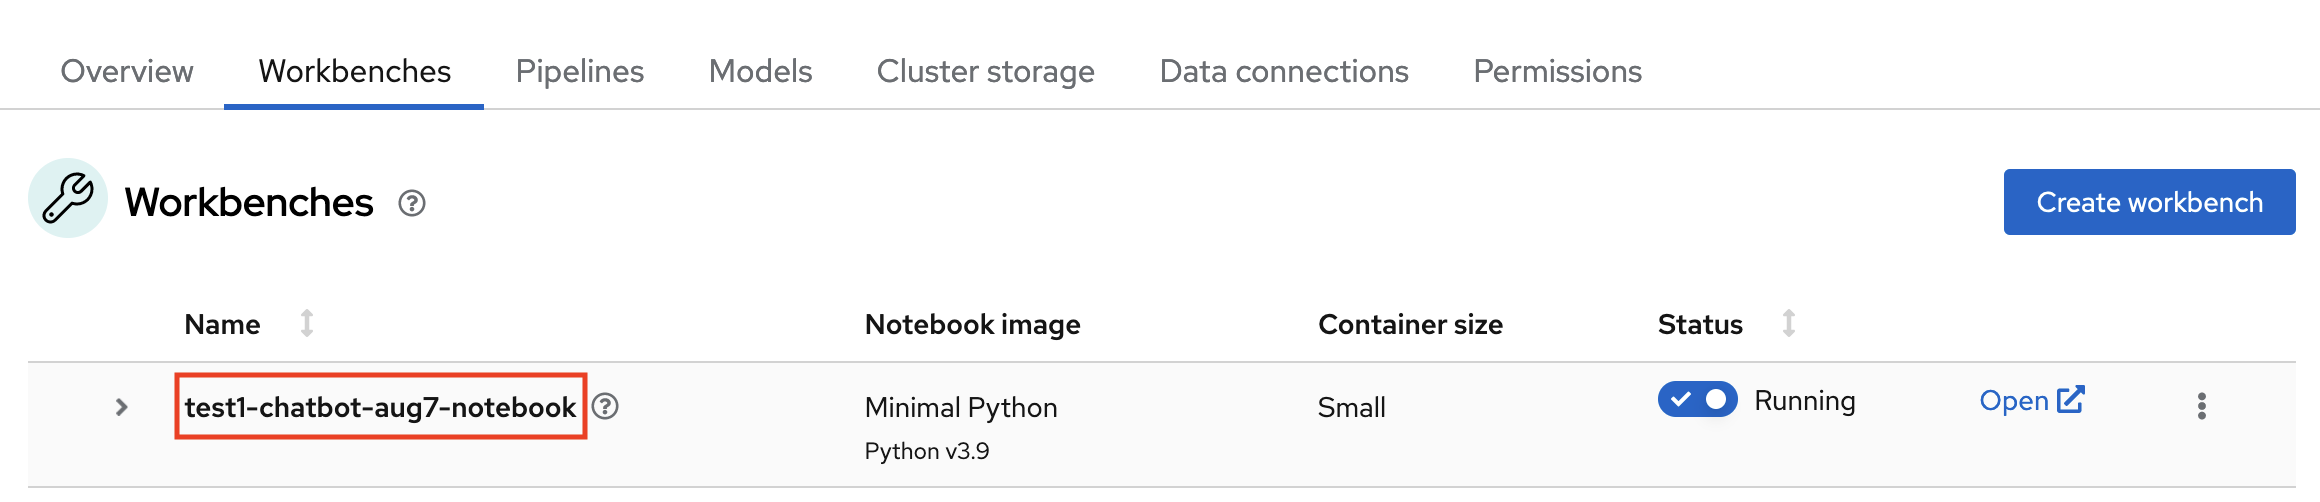 Overview Workbenches Pipelines Models Cluster storage Data connections Permissions
Workbenches
Create workbench
Name Notebook image Container size Status
test1-chatbot-aug7-notebook Minimal Python Small Running Open
Python v3.9